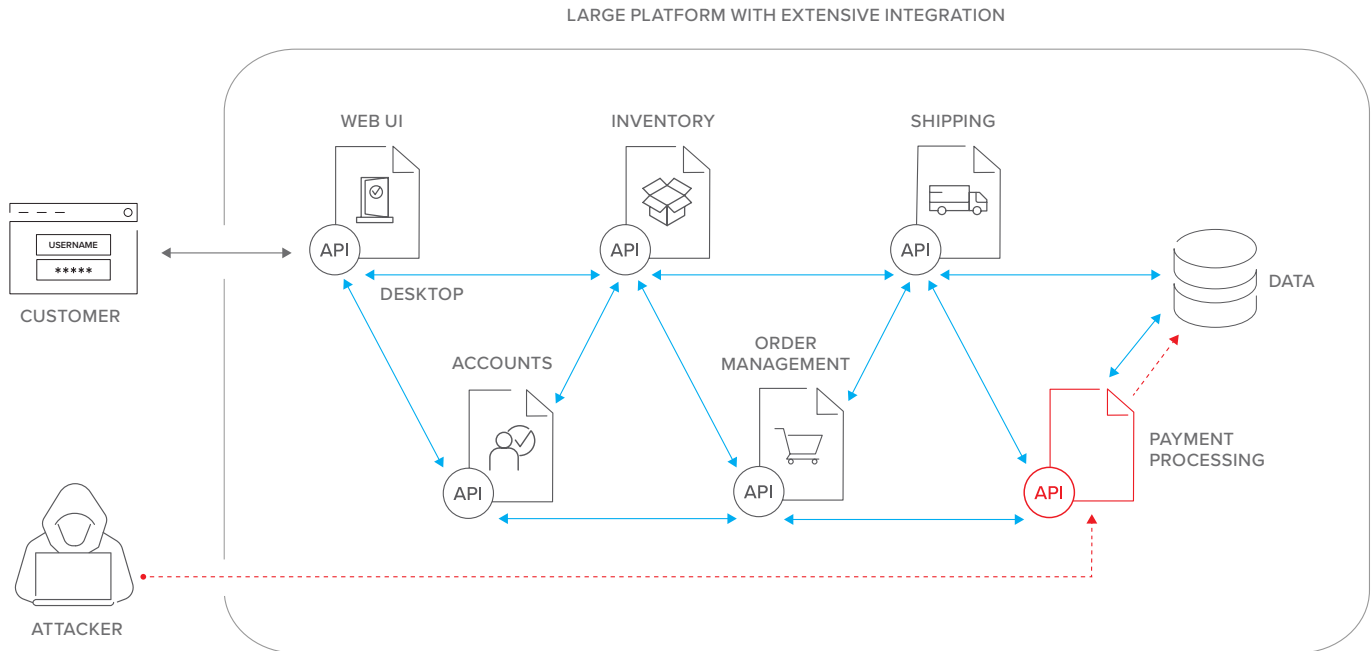 LARGE PLATFORM WITH EXTENSIVE INTEGRATION
WEB UI
INVENTORY
SHIPPING
USERNAME
*****
API
API
API
DESKTOP
DATA
CUSTOMER
ACCOUNTS
ORDER
MANAGEMENT
PAYMENT
PROCESSING
API
API
API
ATTACKER